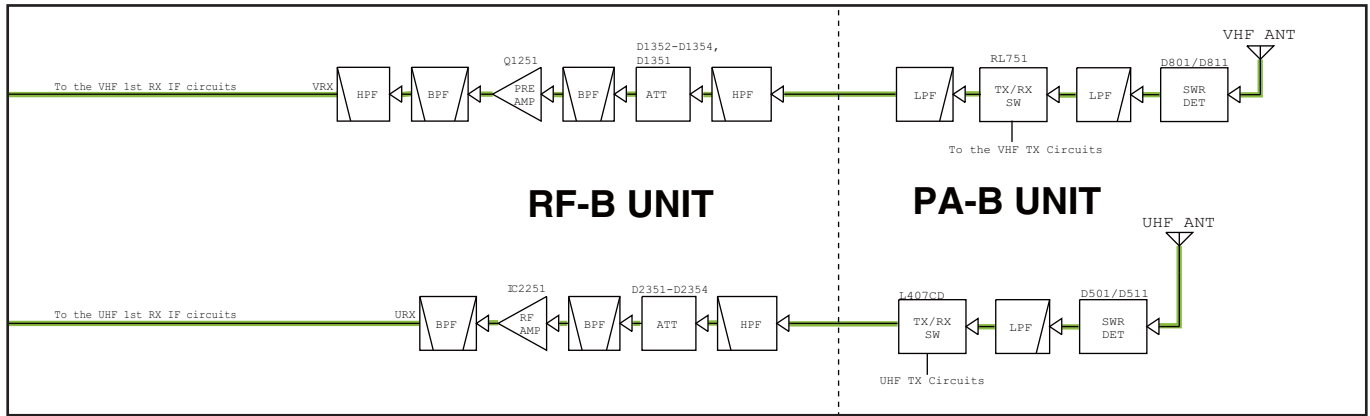 VHF ANT
D1352-D1354,
D1351
Q1251
RL751
D801/D811
To the VHF 1st RX IF circuits
VRX
HPF
BPF
PRE
AMP
BPF
ATT
HPF
LPF
TX/RX
SW
LPF
SWR
DET
To the VHF TX Circuits
RF-B UNIT
PA-B UNIT
UHF ANT
IC2251
D2351-D2354
L407CD
D501/D511
To the UHF 1st RX IF circuits
URX
BPF
RF
AMP
BPF
ATT
HPF
TX/RX
SW
LPF
SWR
DET
UHF TX Circuits